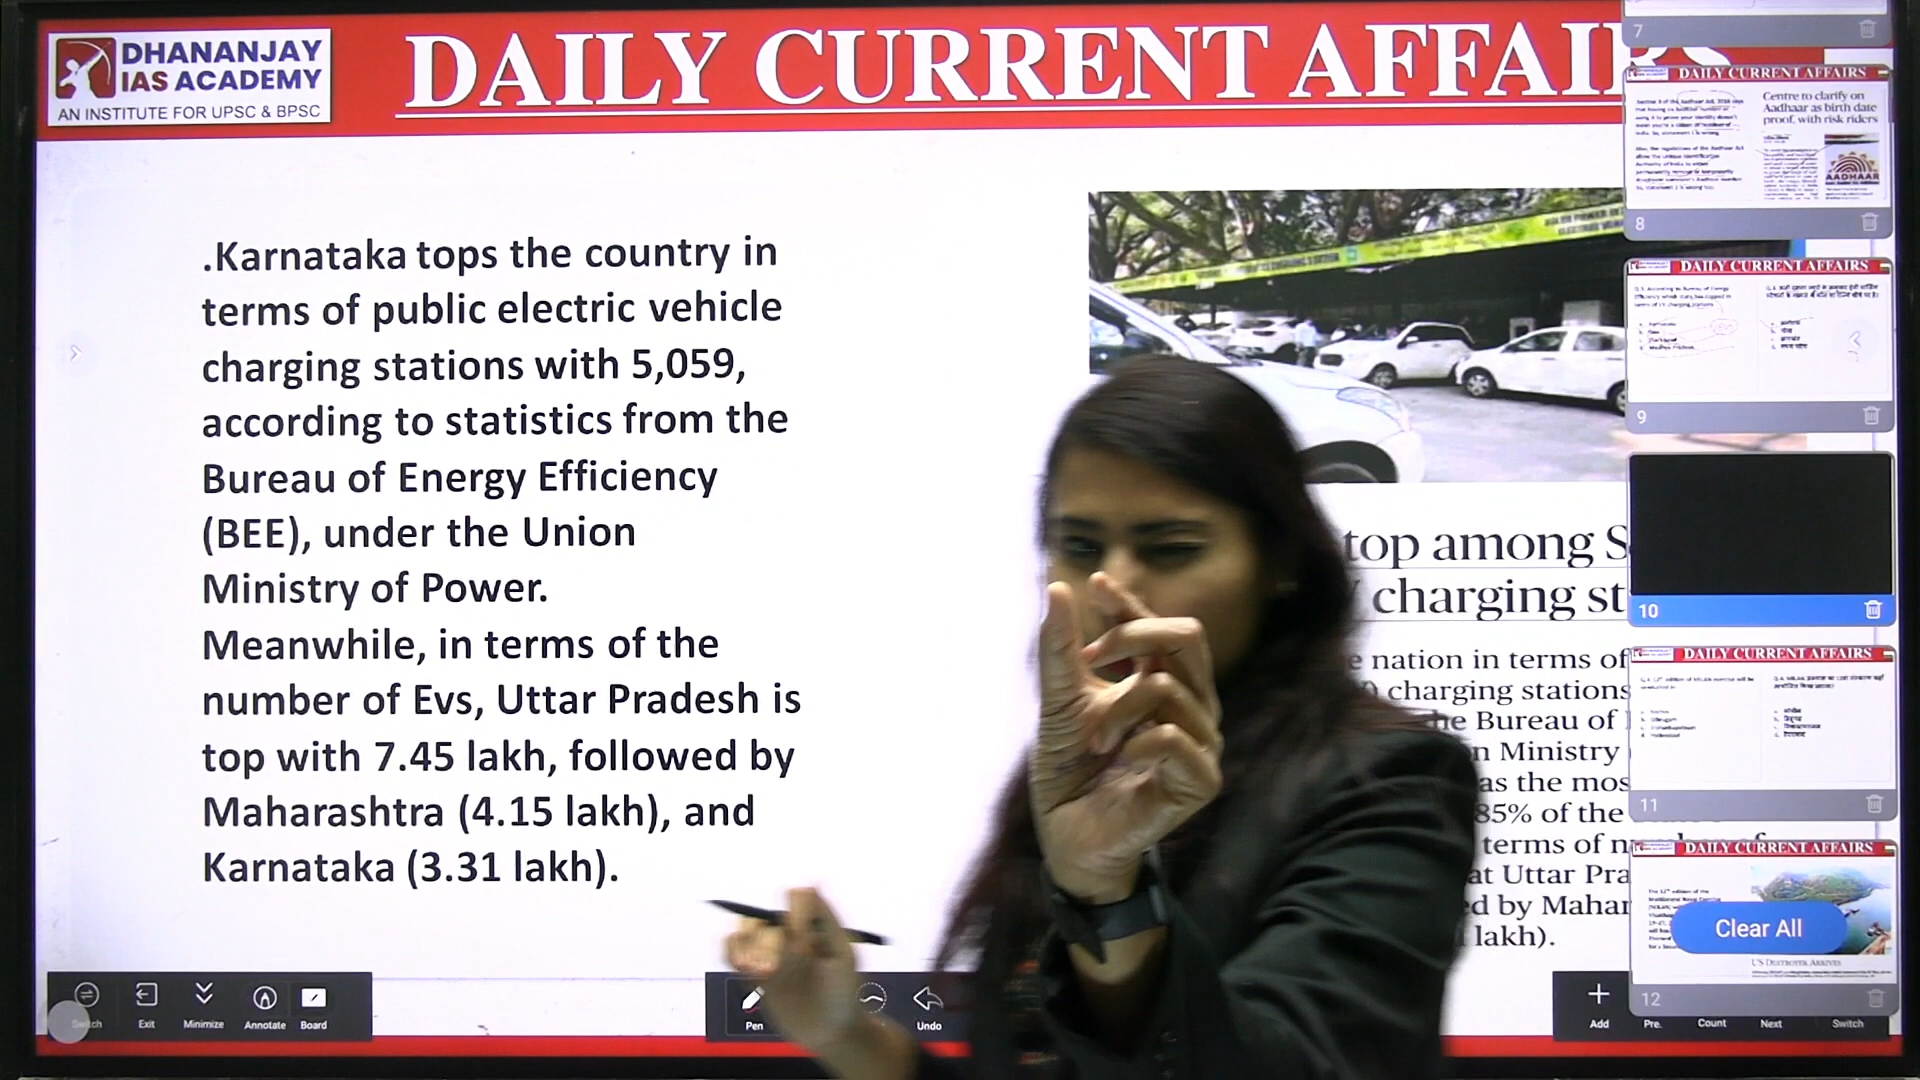 DHANANJAY
IAS ACADEMY
AN INSTITUTE FOR UPSC & BPSC
DAILY CURRENT AFFAIRS
.Karnataka tops the country in
terms of public electric vehicle
charging stations with 5,059,
according to statistics from the
Bureau of Energy Efficiency
(BEE), under the Union
Ministry of Power.
Meanwhile, in terms of the
number of Evs, Uttar Pradesh is
top with 7.45 lakh, followed by
Maharashtra (4.15 lakh), and
Karnataka (3.31 lakh).
top among S
charging st
e nation in terms of
charging stations
he Bureau of
n Ministry
as the mos
85% of the
terms of n
at Uttar Pra
ed by Mahar
lakh).
7
DAILY CURRENT AFFAIRS
Centre to clarify on
Aadhaar as birth date
proof, with risk riders
AADHAAR
8
DAILY CURRENT AFFAIRS
9
10
DAILY CURRENT AFFAIRS
11
DAILY CURRENT AFFAIRS
Clear All
US DESTROYER ARRIVES
12
Switch
Exit
Minimize
Annotate
Board
Pen
Undo
Add
Pre.
Count
Next
Switch